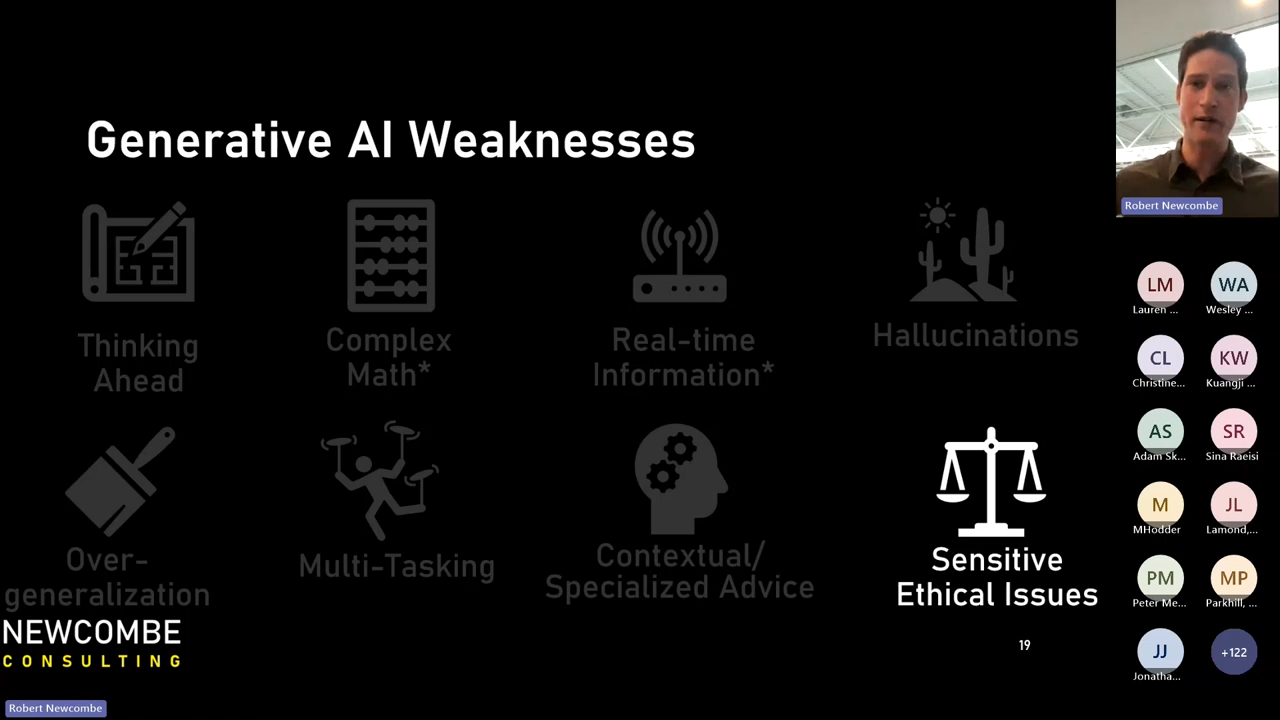 Generative AI Weaknesses
Thinking
Ahead
Complex
Math*
Real-time
Information*
Hallucinations
Over-
generalization
Multi-Tasking
Contextual/
Specialized Advice
Sensitive
Ethical Issues
NEWCOMBE
CONSULTING
19
Robert Newcombe
Robert Newcombe
LM
WA
Lauren ...
Wesley ...
CL
KW
Christine...
Kuangji ...
AS
SR
Adam Sk...
Sina Raeisi
M
JL
MHodder
Lamond,...
PM
MP
Peter Me...
Parkhill, ...
JJ
+122
Jonatha...